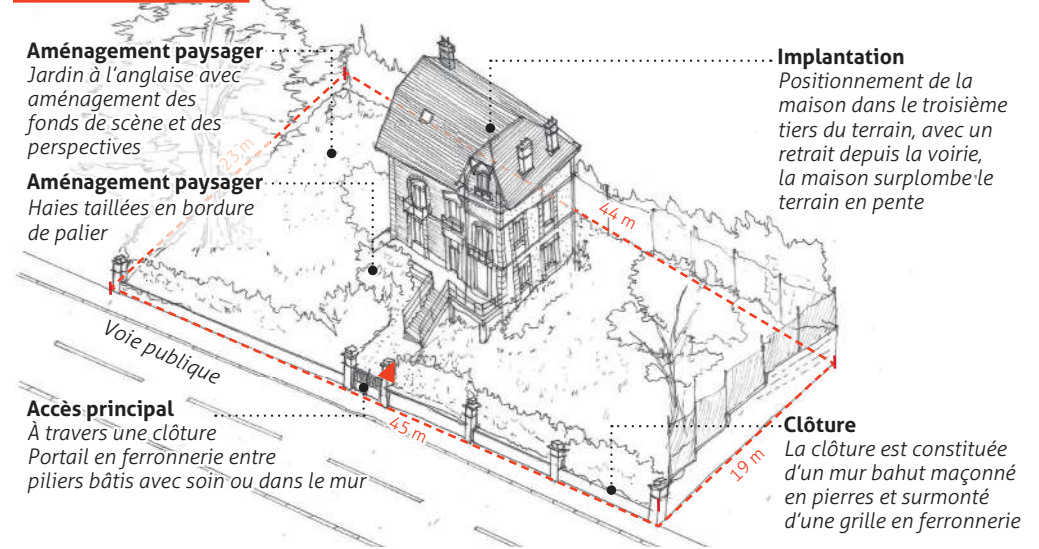 Aménagement paysager
Jardin à l’anglaise avec
aménagement des
fonds de scène et des
perspectives
Aménagement paysager
Haies taillées en bordure
de palier
Implantation
Positionnement de la
maison dans le troisième
tiers du terrain, avec un
retrait depuis la voirie,
la maison surplombe le
terrain en pente
23 m
44 m
Voie publique
Accès principal
À travers une clôture
Portail en ferronnerie entre
piliers bâtis avec soin ou dans le mur
45 m
19 m
Clôture
La clôture est constituée
d’un mur bahut maçonné
en pierres et surmonté
d’une grille en ferronnerie